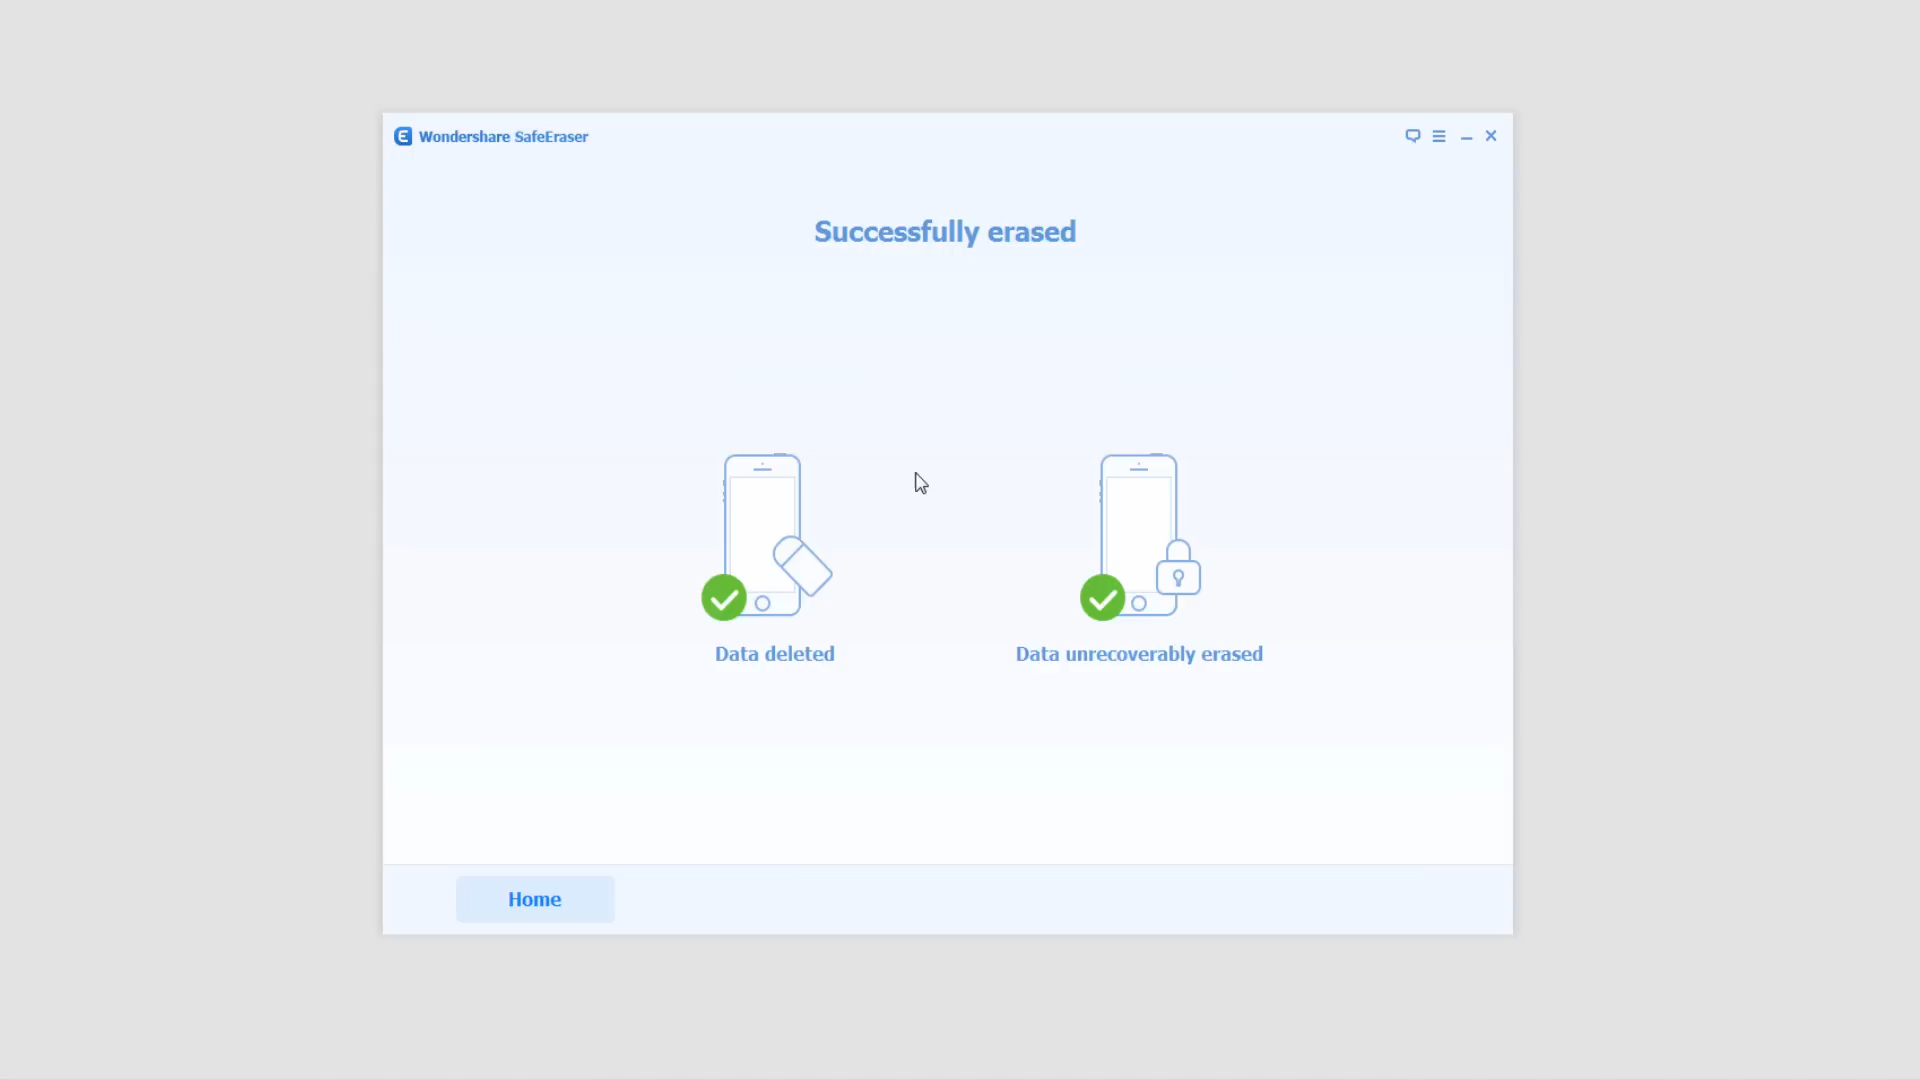 Wondershare SafeEraser
Successfully erased
Data deleted
Data unrecoverably erased
Home